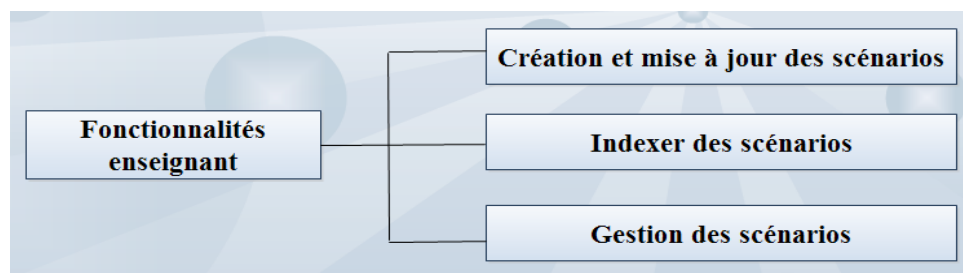 Création et mise à jour des scénarios
Fonctionnalités
enseignant
Indexer des scénarios
Gestion des scénarios